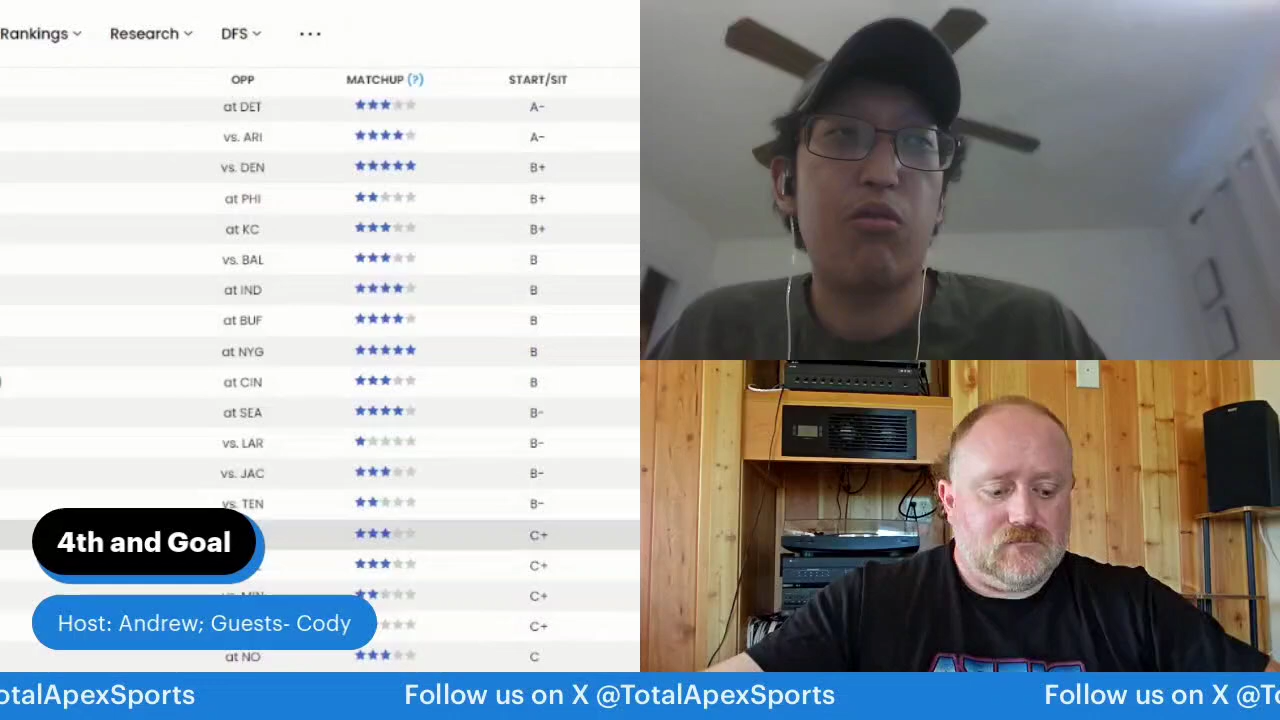 Rankings Research DFS ...
OPP MATCHUP (?) START/SIT
at DET A-
vs. ARI A-
vs. DEN B+
at PHI B+
at KC B+
vs. BAL B
at IND B
at BUF B
at NYG B
at CIN B
at SEA B-
vs. LAR B-
vs. JAC B-
vs. TEN B-
C+
C+
vs. MIN C+
C+
at NO C
4th and Goal
Host: Andrew; Guests- Cody
otalApexSports Follow us on X @TotalApexSports Follow us on X @To